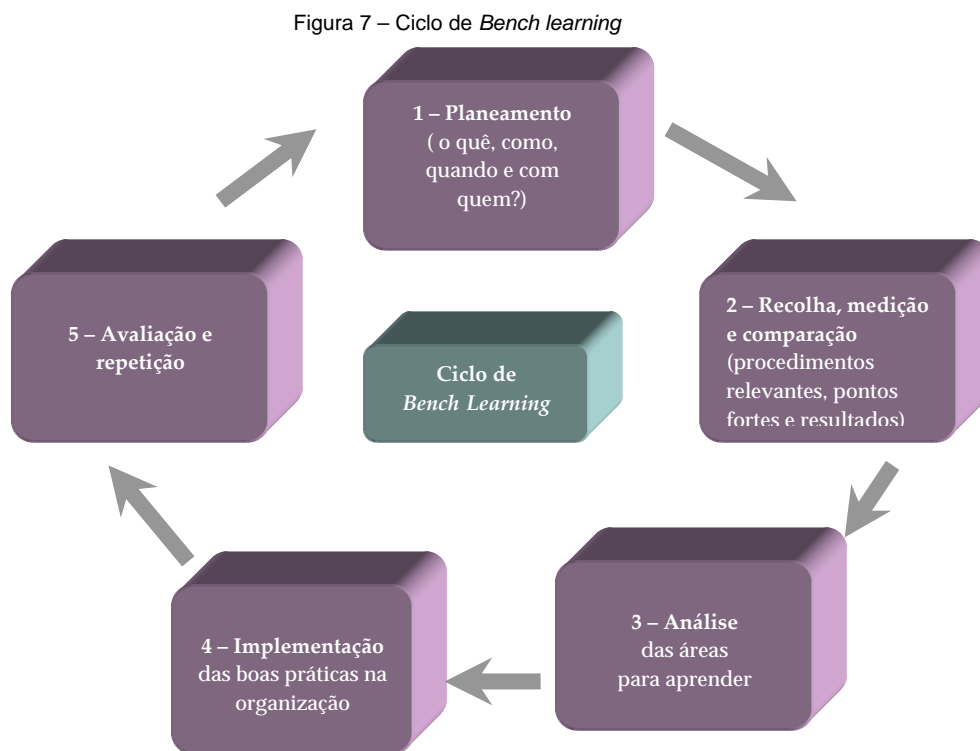 Figura 7 – Ciclo de Bench learning
1 – Planeamento
( o quê, como,
quando e com
quem?)
2 – Recolha, medição
e comparação
(procedimentos
relevantes, pontos
fortes e resultados)
3 – Análise
das áreas
para aprender
4 – Implementação
das boas práticas na
organização
5 – Avaliação e
repetição
Ciclo de
Bench Learning